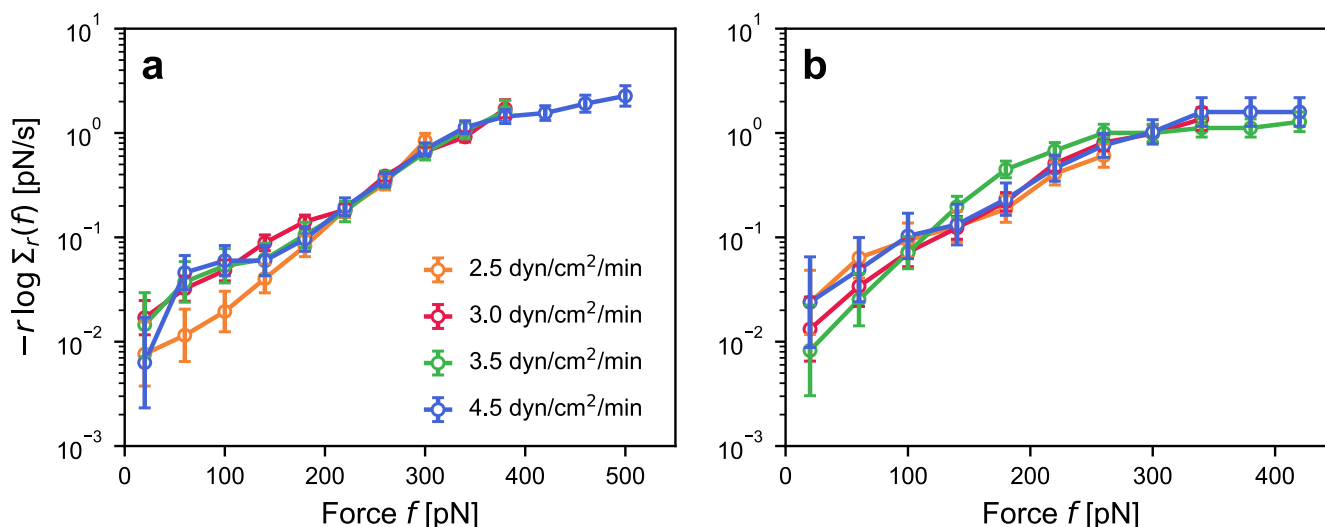 a
b
−r log Σr(f) [pN/s]
10^1
10^0
10^−1
10^−2
10^−3
2.5 dyn/cm²/min
3.0 dyn/cm²/min
3.5 dyn/cm²/min
4.5 dyn/cm²/min
0 100 200 300 400 500
Force f [pN]
10^1
10^0
10^−1
10^−2
10^−3
0 100 200 300 400
Force f [pN]